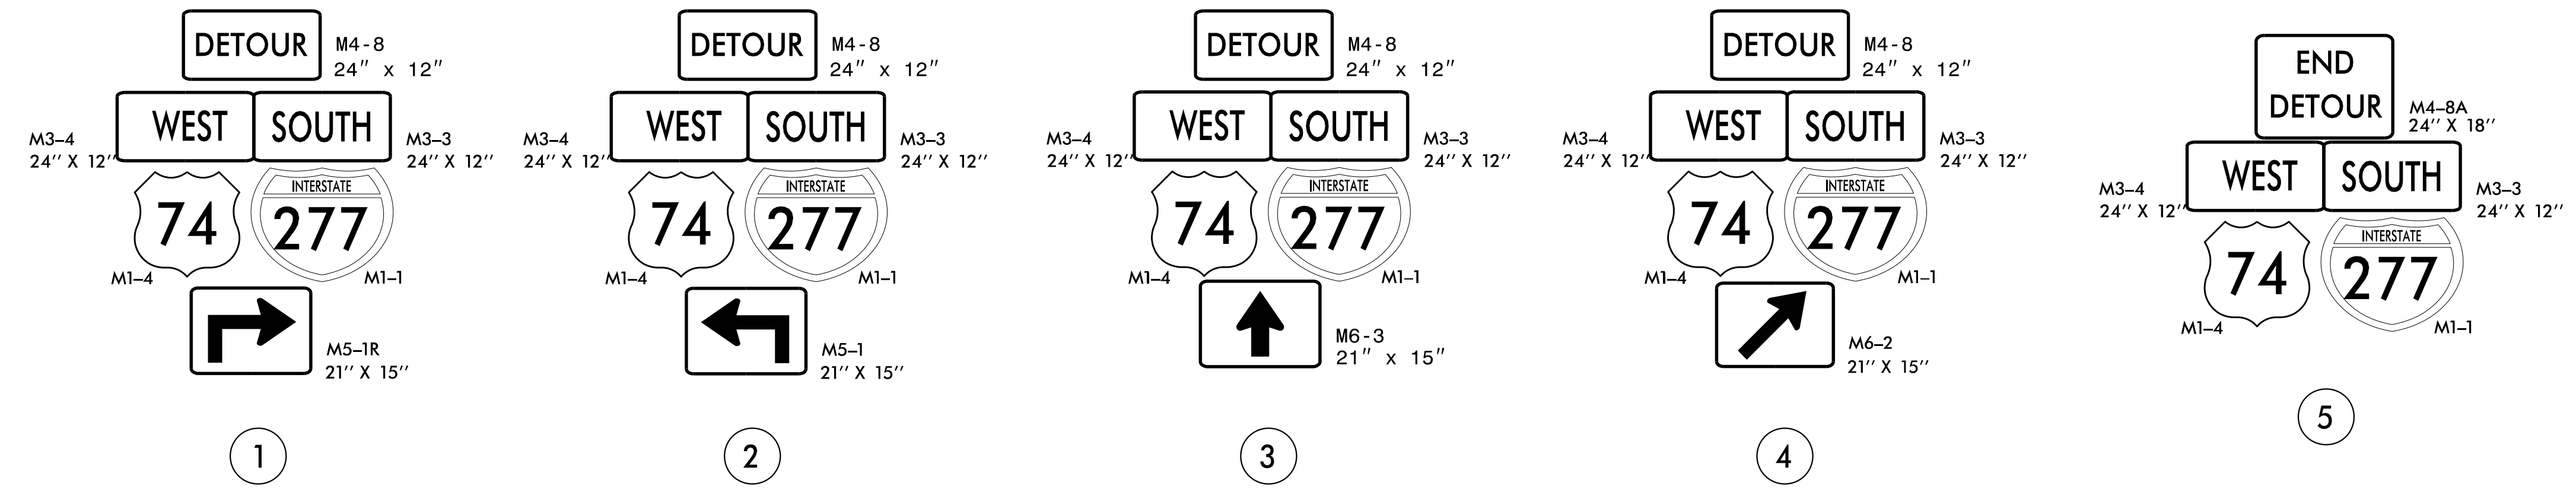 DETOUR
M4-8
24" x 12"
WEST
SOUTH
M3–4
24'' X 12''
M3–3
24'' X 12''
74
INTERSTATE
277
M1–4
M1–1
M5–1R
21'' X 15''
1
DETOUR
M4-8
24" x 12"
WEST
SOUTH
M3–4
24'' X 12''
M3–3
24'' X 12''
74
INTERSTATE
277
M1–4
M1–1
M5–1
21'' X 15''
2
DETOUR
M4-8
24" x 12"
WEST
SOUTH
M3–4
24'' X 12''
M3–3
24'' X 12''
74
INTERSTATE
277
M1–4
M1–1
M6-3
21" x 15"
3
DETOUR
M4-8
24" x 12"
WEST
SOUTH
M3–4
24'' X 12''
M3–3
24'' X 12''
74
INTERSTATE
277
M1–4
M1–1
M6–2
21'' X 15''
4
END
DETOUR
M4–8A
24'' X 18''
WEST
SOUTH
M3–4
24'' X 12''
M3–3
24'' X 12''
74
INTERSTATE
277
M1–4
M1–1
5